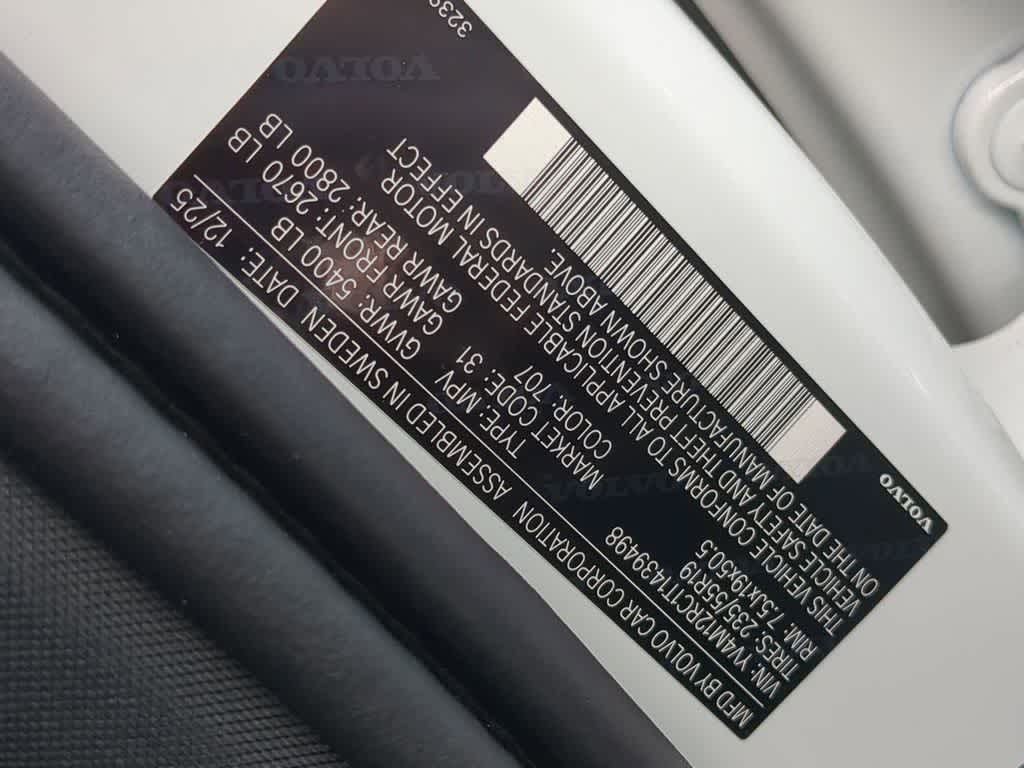 MFD BY VOLVO CAR CORPORATION ASSEMBLED IN SWEDEN DATE: 12/25
VIN: YV4M12RC1T1439498 TYPE: MPV GVWR: 5400 LB
TIRES: 235/55R19 MARKET CODE: 31 GAWR FRONT: 2670 LB
RIM: 7.5Jx19x50.5 COLOR: 707 GAWR REAR: 2800 LB
THIS VEHICLE CONFORMS TO ALL APPLICABLE FEDERAL MOTOR
VEHICLE SAFETY AND THEFT PREVENTION STANDARDS IN EFFECT
ON THE DATE OF MANUFACTURE SHOWN ABOVE.
VOLVO